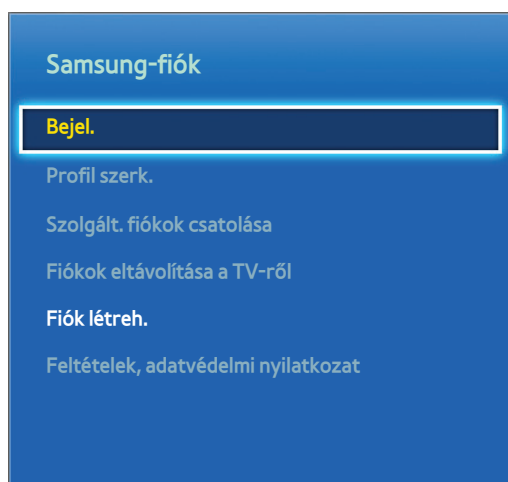 Samsung-fiók
Bejel.
Profil szerk.
Szolgált. fiókok csatolása
Fiókok eltávolítása a TV-ről
Fiók létreh.
Feltételek, adatvédelmi nyilatkozat